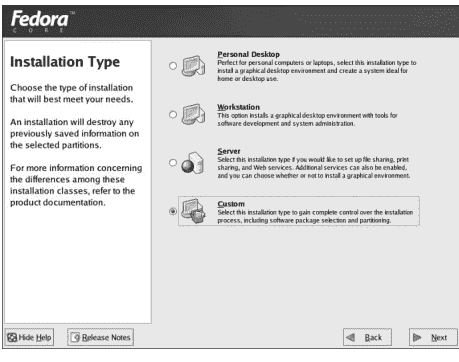 Fedora™
CORE
Installation Type
Choose the type of installation
that will best meet your needs.
An installation will destroy any
previously saved information on
the selected partitions.
For more information concerning
the differences among these
installation classes, refer to the
product documentation.
Personal Desktop
Perfect for personal computers or laptops, select this installation type to
install a graphical desktop environment and create a system ideal for
home or desktop use.
Workstation
This option installs a graphical desktop environment with tools for
software development and system administration.
Server
Select this installation type if you would like to set up file sharing, print
sharing, and Web services. Additional services can also be enabled,
and you can choose whether or not to install a graphical environment.
Custom
Select this installation type to gain complete control over the installation
process, including software package selection and partitioning.
Hide Help
Release Notes
Back
Next